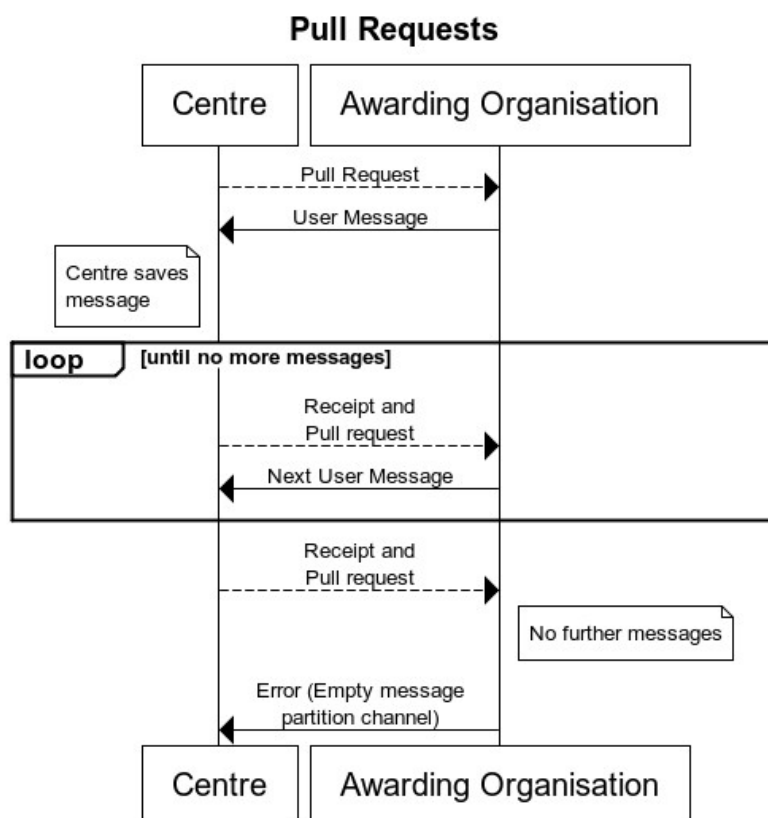 Pull Requests
Centre
Awarding Organisation
Pull Request
User Message
Centre saves
message
loop
[until no more messages]
Receipt and
Pull request
Next User Message
Receipt and
Pull request
No further messages
Error (Empty message
partition channel)
Centre
Awarding Organisation